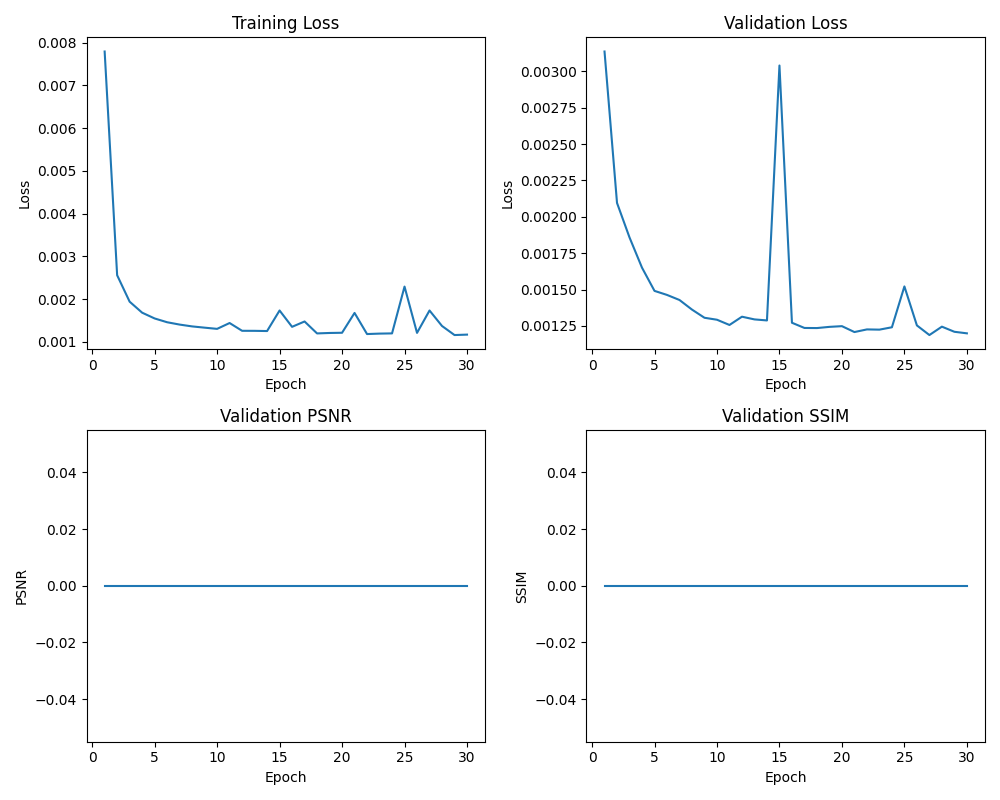 Training Loss
0.008
0.007
0.006
0.005
0.004
0.003
0.002
0.001
Loss
0 5 10 15 20 25 30
Epoch
Validation Loss
0.00300
0.00275
0.00250
0.00225
0.00200
0.00175
0.00150
0.00125
Loss
0 5 10 15 20 25 30
Epoch
Validation PSNR
0.04
0.02
0.00
−0.02
−0.04
PSNR
0 5 10 15 20 25 30
Epoch
Validation SSIM
0.04
0.02
0.00
−0.02
−0.04
SSIM
0 5 10 15 20 25 30
Epoch